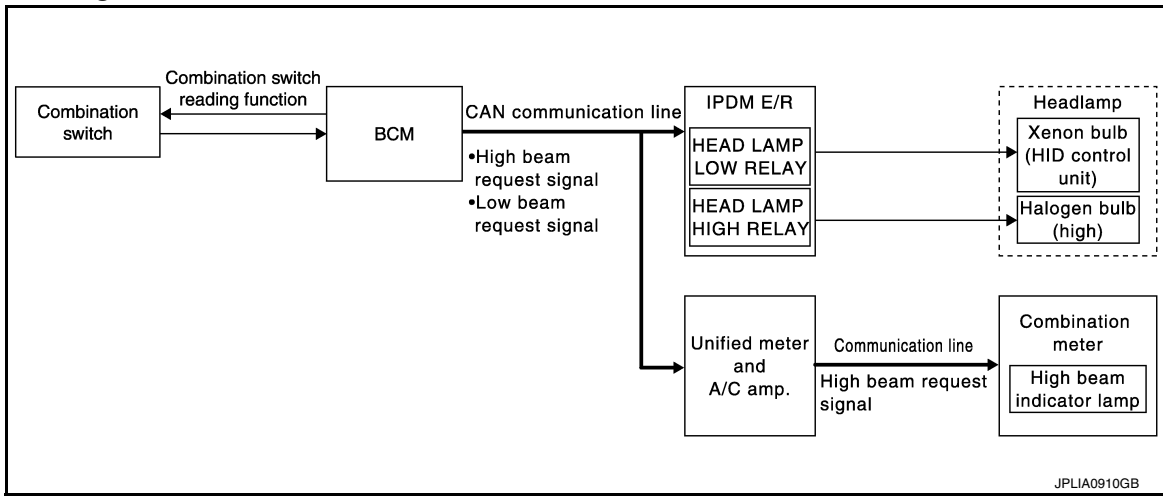 Combination switch
reading function
Combination
switch
BCM
CAN communication line
•High beam
request signal
•Low beam
request signal
IPDM E/R
HEAD LAMP
LOW RELAY
HEAD LAMP
HIGH RELAY
Headlamp
Xenon bulb
(HID control
unit)
Halogen bulb
(high)
Unified meter
and
A/C amp.
Communication line
High beam request
signal
Combination
meter
High beam
indicator lamp
JPLIA0910GB